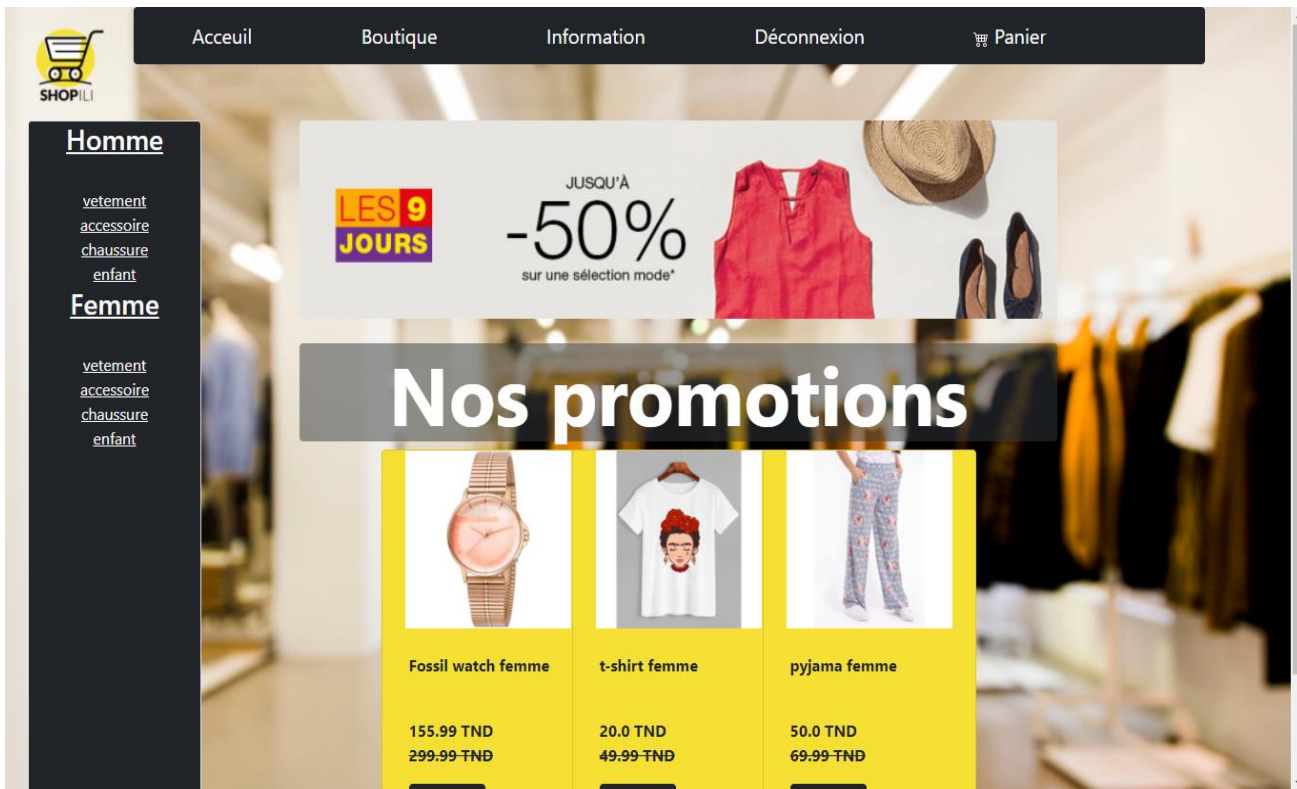 Acceuil Boutique Information Déconnexion Panier
SHOPILI
Homme
vetement
accessoire
chaussure
enfant
Femme
vetement
accessoire
chaussure
enfant
LES 9
JOURS
JUSQU'À
-50%
sur une sélection mode*
Nos promotions
Fossil watch femme
155.99 TND
299.99 TND
t-shirt femme
20.0 TND
49.99 TND
pyjama femme
50.0 TND
69.99 TND